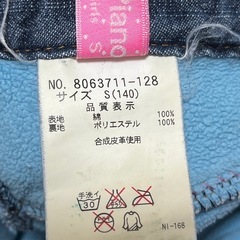 S
NO. 8063711-128
サイズ S(140)
品質表示
表地 綿 100%
裏地 ポリエステル 100%
合成皮革使用
手洗イ
30
NI-168